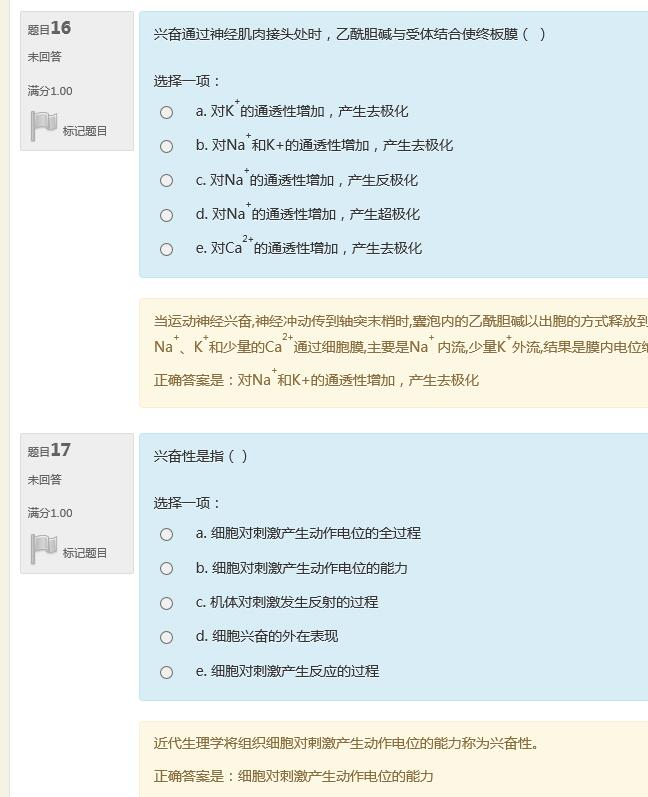 题目16
未回答
满分1.00
标记题目
兴奋通过神经肌肉接头处时，乙酰胆碱与受体结合使终板膜（ ）
选择一项：
a. 对K+的通透性增加，产生去极化
b. 对Na+和K+的通透性增加，产生去极化
c. 对Na+的通透性增加，产生反极化
d. 对Na+的通透性增加，产生超极化
e. 对Ca2+的通透性增加，产生去极化
当运动神经兴奋,神经冲动传到轴突末梢时,囊泡内的乙酰胆碱以出胞的方式释放到
Na+、K+和少量的Ca2+通过细胞膜,主要是Na+内流,少量K+外流,结果是膜内电位
正确答案是：对Na+和K+的通透性增加，产生去极化
题目17
未回答
满分1.00
标记题目
兴奋性是指（ ）
选择一项：
a. 细胞对刺激产生动作电位的全过程
b. 细胞对刺激产生动作电位的能力
c. 机体对刺激发生反射的过程
d. 细胞兴奋的外在表现
e. 细胞对刺激产生反应的过程
近代生理学将组织细胞对刺激产生动作电位的能力称为兴奋性。
正确答案是：细胞对刺激产生动作电位的能力